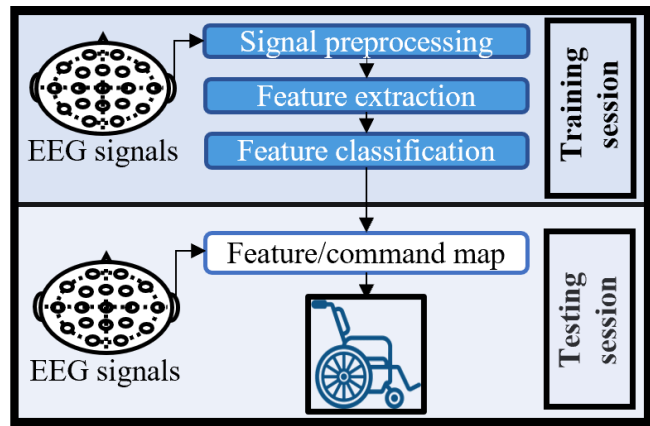 Signal preprocessing
Feature extraction
Feature classification
EEG signals
Training
session
Feature/command map
EEG signals
Testing
session